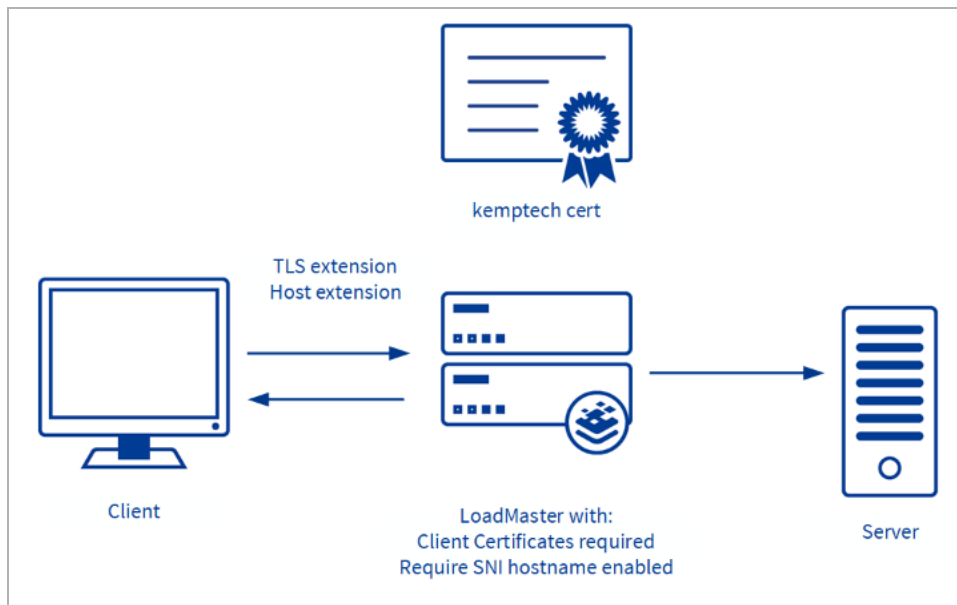 kemptech cert
TLS extension
Host extension
Client
LoadMaster with:
Client Certificates required
Require SNI hostname enabled
Server